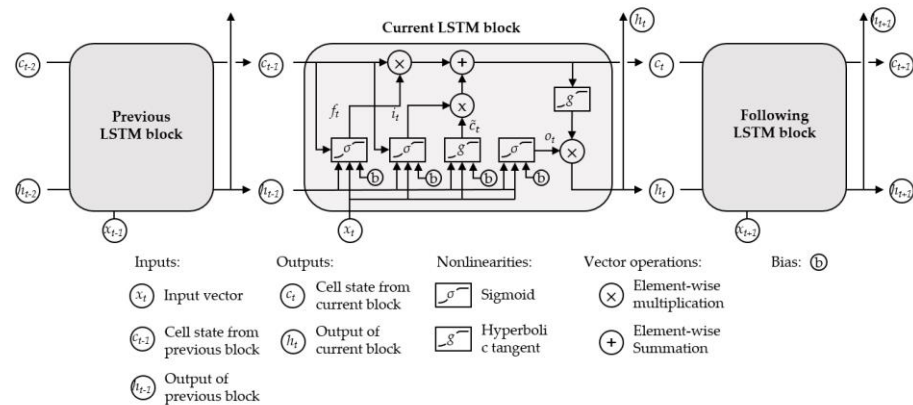 Current LSTM block
h_t
h_{t+1}
c_{t-2}
c_{t-1}
c_t
c_{t+1}
Previous
LSTM block
f_t
i_t
c̃_t
o_t
g
σ
σ
g
σ
b
b
b
b
Following
LSTM block
h_{t-2}
h_{t-1}
h_t
h_{t+1}
x_{t-1}
x_t
x_{t+1}
Inputs:
x_t Input vector
c_{t-1} Cell state from
previous block
h_{t-2} Output of
previous block
Outputs:
c_t Cell state from
current block
h_t Output of
current block
Nonlinearities:
σ Sigmoid
g Hyperboli
c tangent
Vector operations:
× Element-wise
multiplication
+ Element-wise
Summation
Bias: b